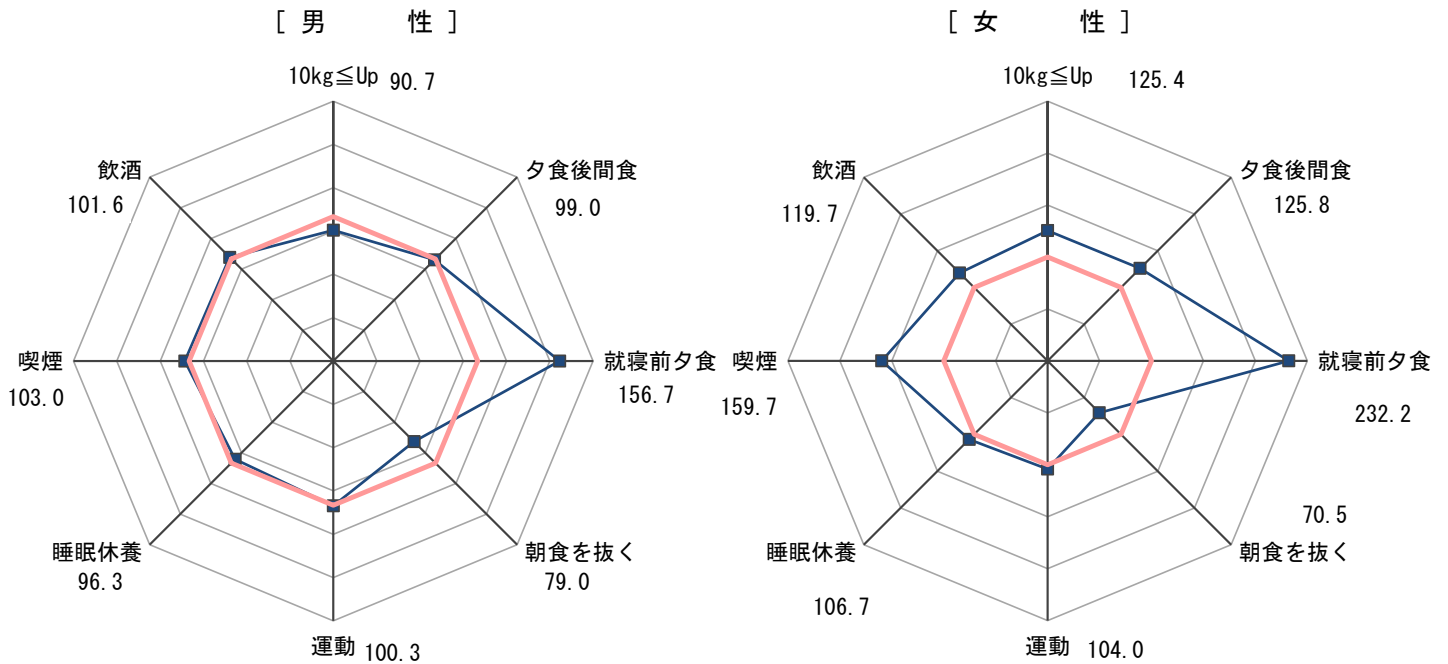 [ 男 性 ]
10kg≦Up 90.7
夕食後間食
99.0
就寝前夕食
156.7
朝食を抜く
79.0
運動 100.3
睡眠休養
96.3
喫煙
103.0
飲酒
101.6
[ 女 性 ]
10kg≦Up 125.4
夕食後間食
125.8
就寝前夕食
232.2
70.5
朝食を抜く
運動 104.0
睡眠休養
106.7
喫煙
159.7
飲酒
119.7